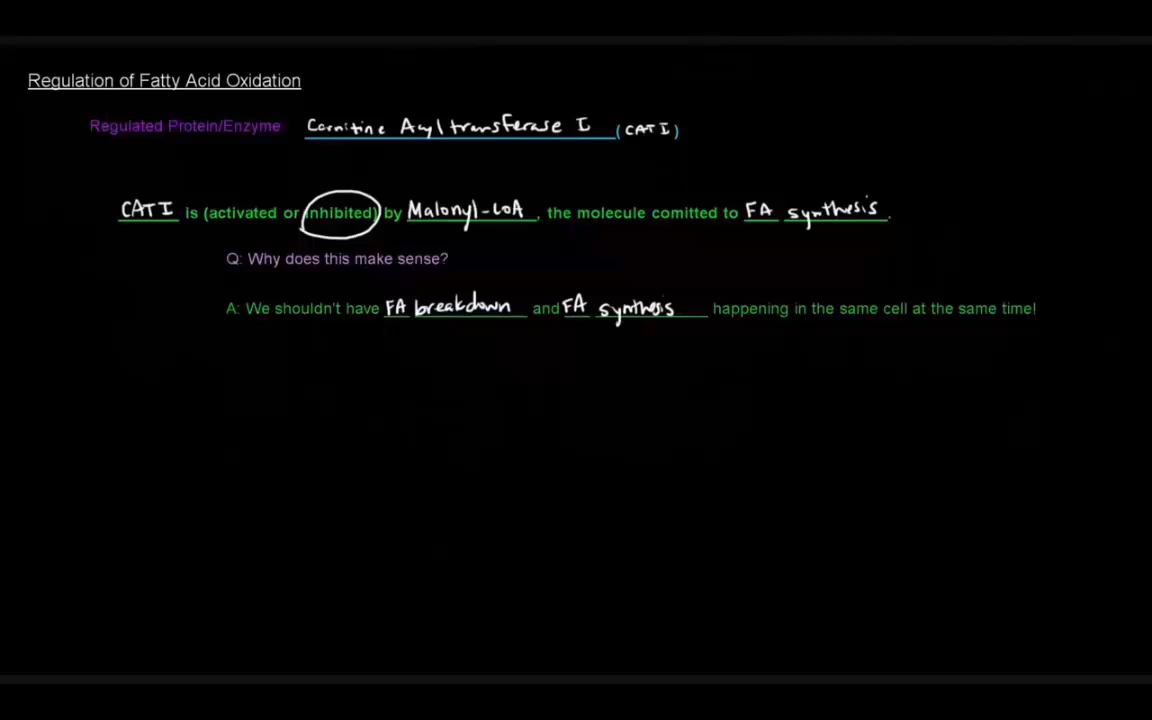 Regulation of Fatty Acid Oxidation
Regulated Protein/Enzyme Carnitine Acyltransferase I (CAT I)
CAT I is (activated or inhibited) by Malonyl-CoA, the molecule comitted to FA synthesis.
Q: Why does this make sense?
A: We shouldn't have FA breakdown and FA synthesis happening in the same cell at the same time!